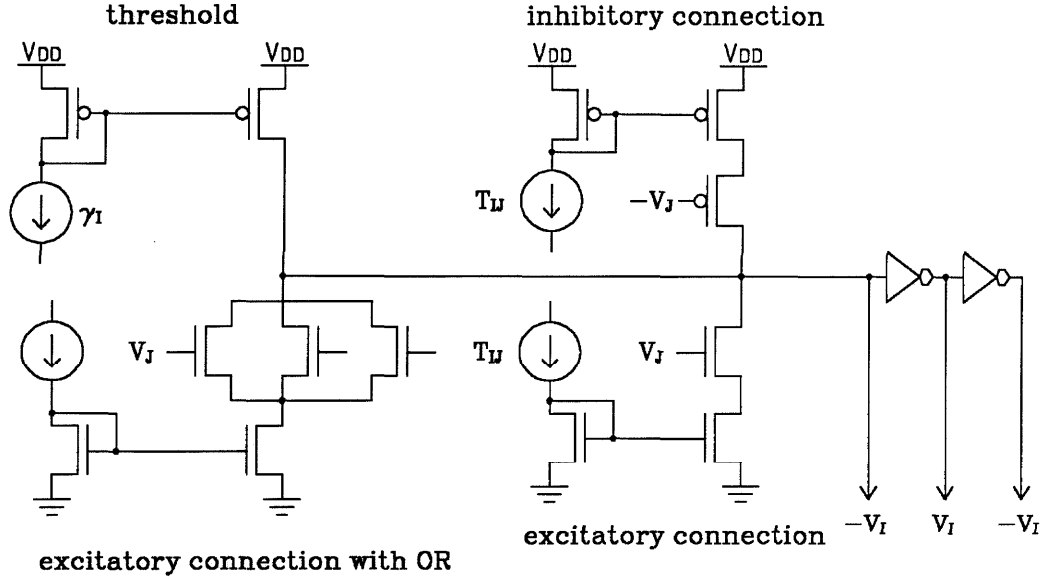 threshold
inhibitory connection
VDD
VDD
VDD
VDD
γI
TIJ
-VJ
VJ
TIJ
VJ
-VI
VI
-VI
excitatory connection
excitatory connection with OR